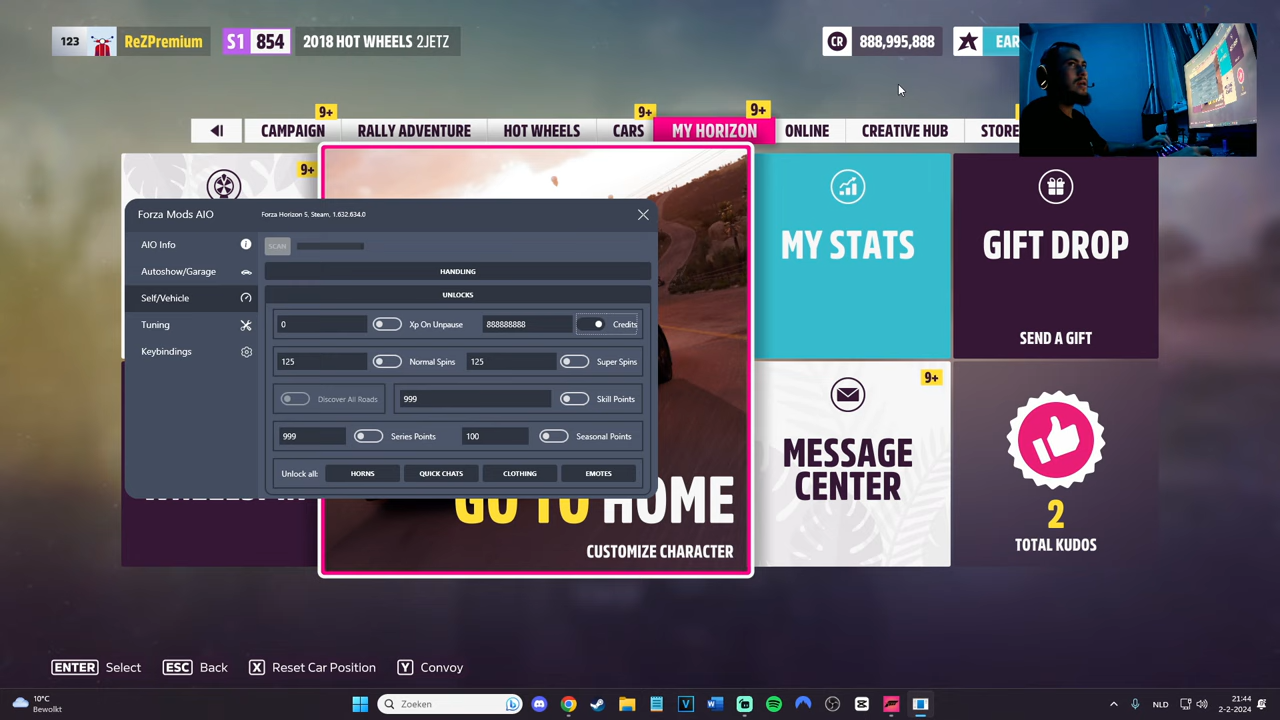 123 ReZPremium S1 854 2018 HOT WHEELS 2JETZ CR 888,995,888 EAR
9+ 9+ 9+
CAMPAIGN RALLY ADVENTURE HOT WHEELS CARS MY HORIZON ONLINE CREATIVE HUB STORE
9+
Forza Mods AIO Forza Horizon 5, Steam, 1.632.634.0
AIO Info
Autoshow/Garage
Self/Vehicle
Tuning
Keybindings
SCAN
HANDLING
UNLOCKS
0 Xp On Unpause 888888888 Credits
125 Normal Spins 125 Super Spins
Discover All Roads 999 Skill Points
999 Series Points 100 Seasonal Points
Unlock all: HORNS QUICK CHATS CLOTHING EMOTES
GO TO HOME
CUSTOMIZE CHARACTER
MY STATS
GIFT DROP
SEND A GIFT
9+
MESSAGE
CENTER
2
TOTAL KUDOS
ENTER Select ESC Back X Reset Car Position Y Convoy
10°C
Bewolkt
Zoeken
NLD
21:44
2-2-2024